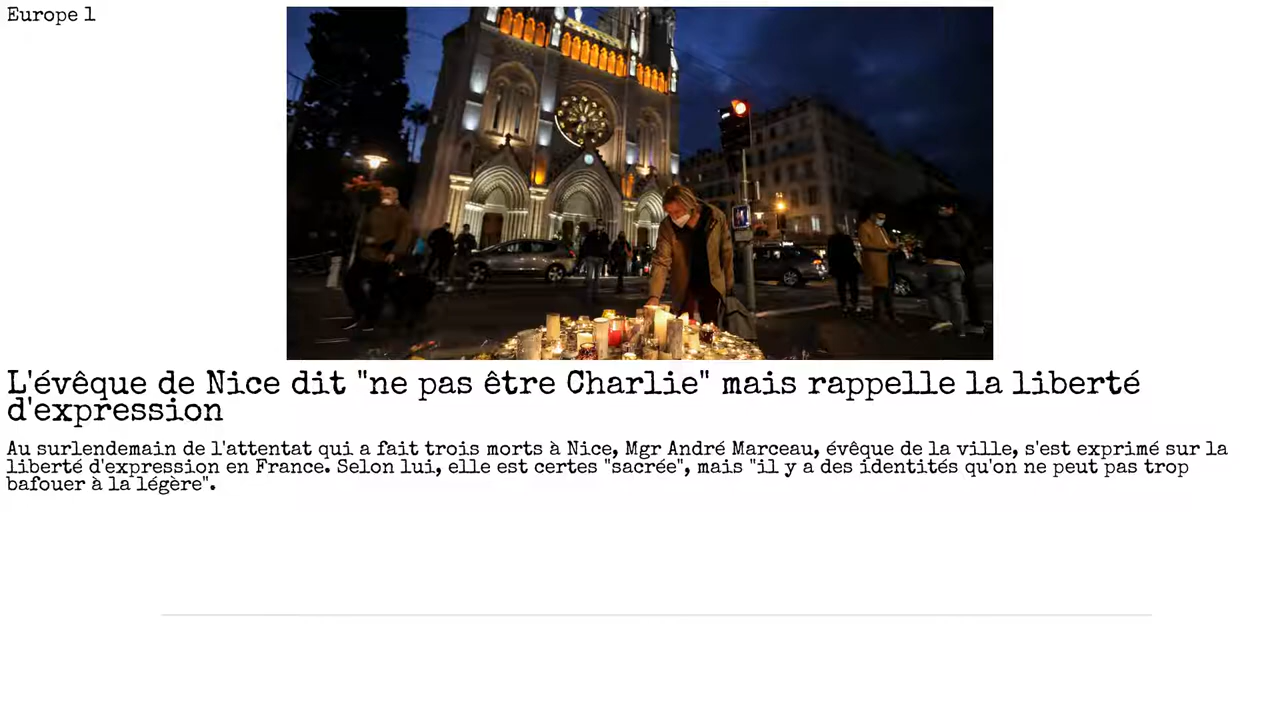 Europe 1
L'évêque de Nice dit "ne pas être Charlie" mais rappelle la liberté
d'expression
Au surlendemain de l'attentat qui a fait trois morts à Nice, Mgr André Marceau, évêque de la ville, s'est exprimé sur la
liberté d'expression en France. Selon lui, elle est certes "sacrée", mais "il y a des identités qu'on ne peut pas trop
bafouer à la légère".